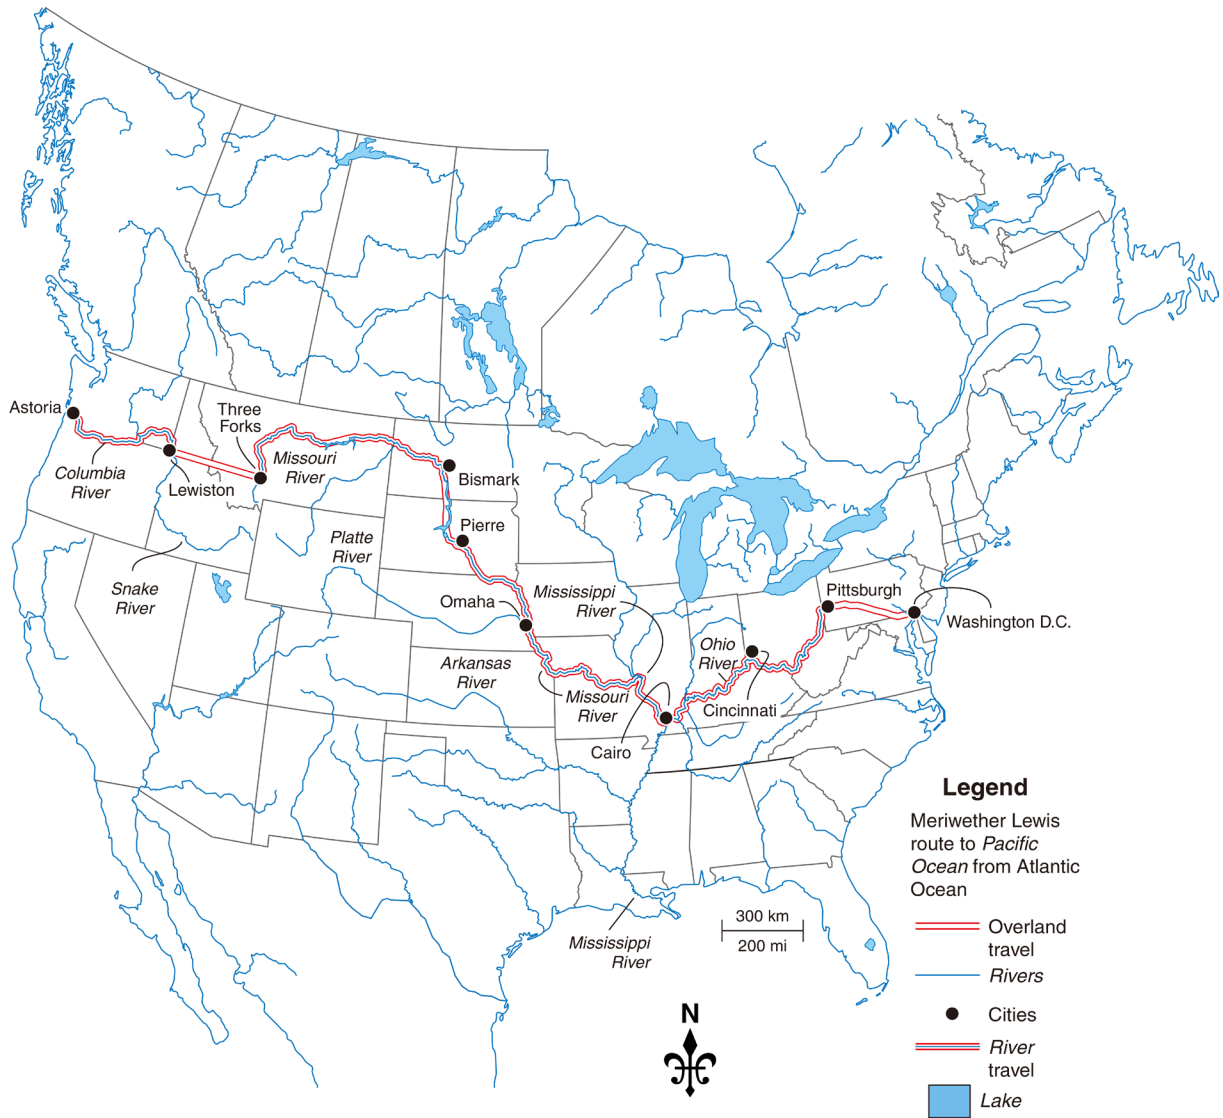 Astoria
Three
Forks
Missouri
River
Columbia
River
Lewiston
Bismark
Pierre
Platte
River
Snake
River
Omaha
Mississippi
River
Pittsburgh
Washington D.C.
Ohio
River
Arkansas
River
Missouri
River
Cincinnati
Cairo
Mississippi
River
300 km
200 mi
N
Legend
Meriwether Lewis
route to Pacific
Ocean from Atlantic
Ocean
Overland
travel
Rivers
Cities
River
travel
Lake